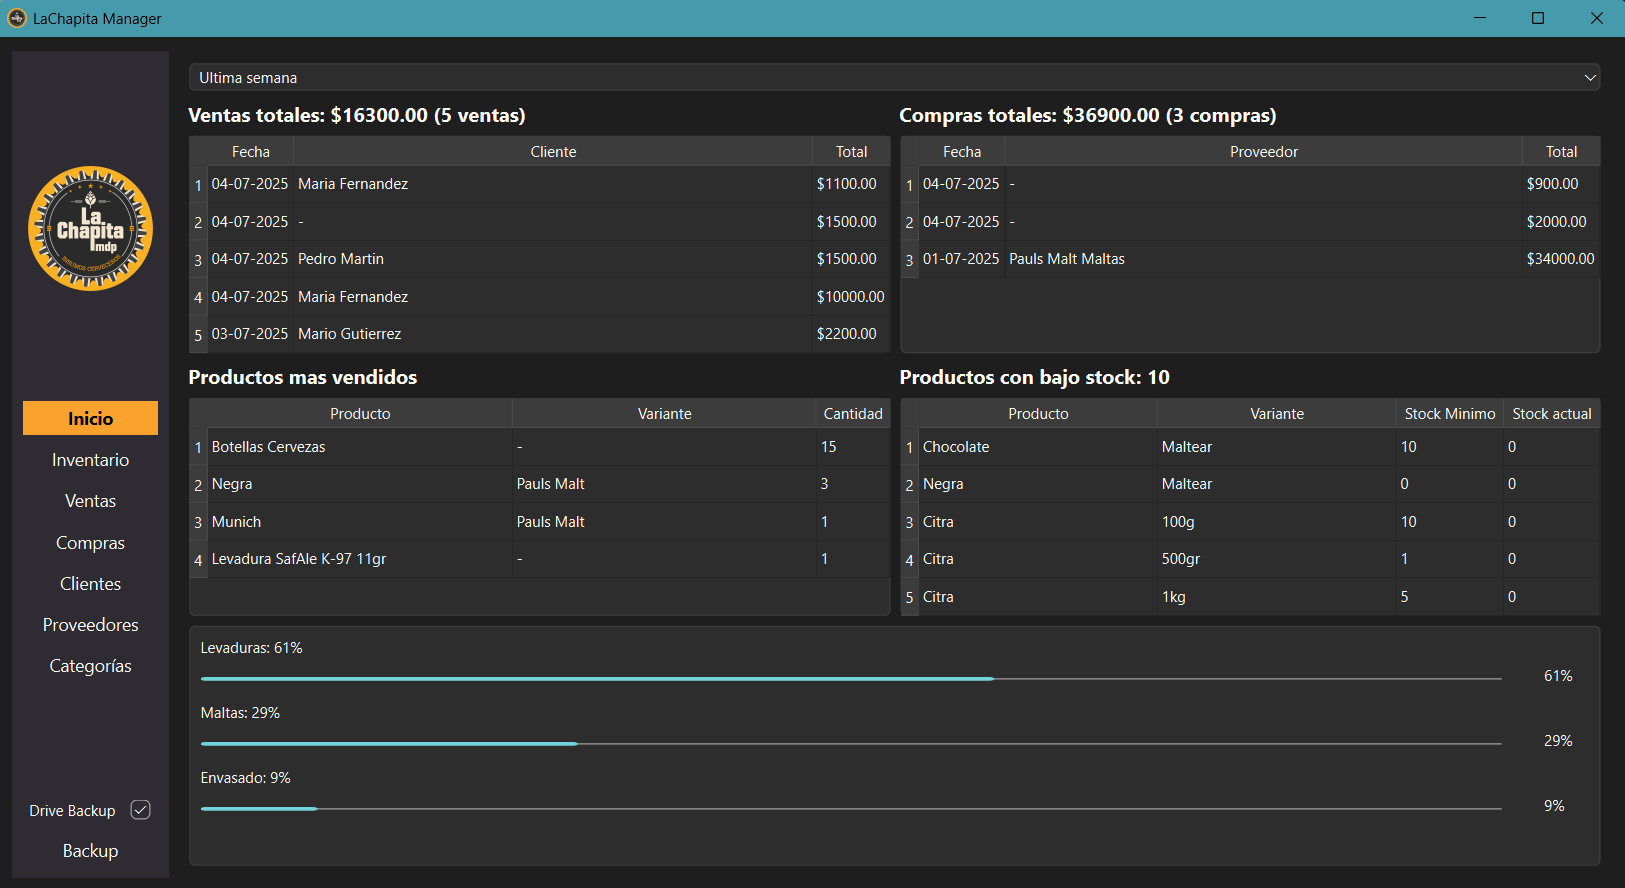 LaChapita Manager
La
Chapita
mdp
INSUMOS CERVECEROS
Inicio
Inventario
Ventas
Compras
Clientes
Proveedores
Categorías
Drive Backup
Backup
Ultima semana
Ventas totales: $16300.00 (5 ventas)
Fecha Cliente Total
1 04-07-2025 Maria Fernandez $1100.00
2 04-07-2025 - $1500.00
3 04-07-2025 Pedro Martin $1500.00
4 04-07-2025 Maria Fernandez $10000.00
5 03-07-2025 Mario Gutierrez $2200.00
Compras totales: $36900.00 (3 compras)
Fecha Proveedor Total
1 04-07-2025 - $900.00
2 04-07-2025 - $2000.00
3 01-07-2025 Pauls Malt Maltas $34000.00
Productos mas vendidos
Producto Variante Cantidad
1 Botellas Cervezas - 15
2 Negra Pauls Malt 3
3 Munich Pauls Malt 1
4 Levadura SafAle K-97 11gr - 1
Productos con bajo stock: 10
Producto Variante Stock Minimo Stock actual
1 Chocolate Maltear 10 0
2 Negra Maltear 0 0
3 Citra 100g 10 0
4 Citra 500gr 1 0
5 Citra 1kg 5 0
Levaduras: 61%
61%
Maltas: 29%
29%
Envasado: 9%
9%